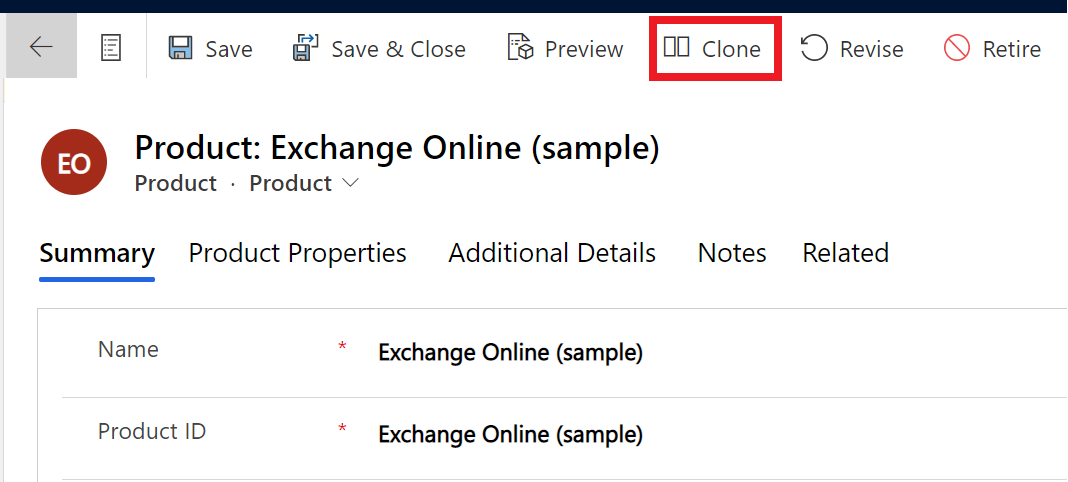 Save Save & Close Preview Clone Revise Retire
EO
Product: Exchange Online (sample)
Product · Product
Summary Product Properties Additional Details Notes Related
Name * Exchange Online (sample)
Product ID * Exchange Online (sample)